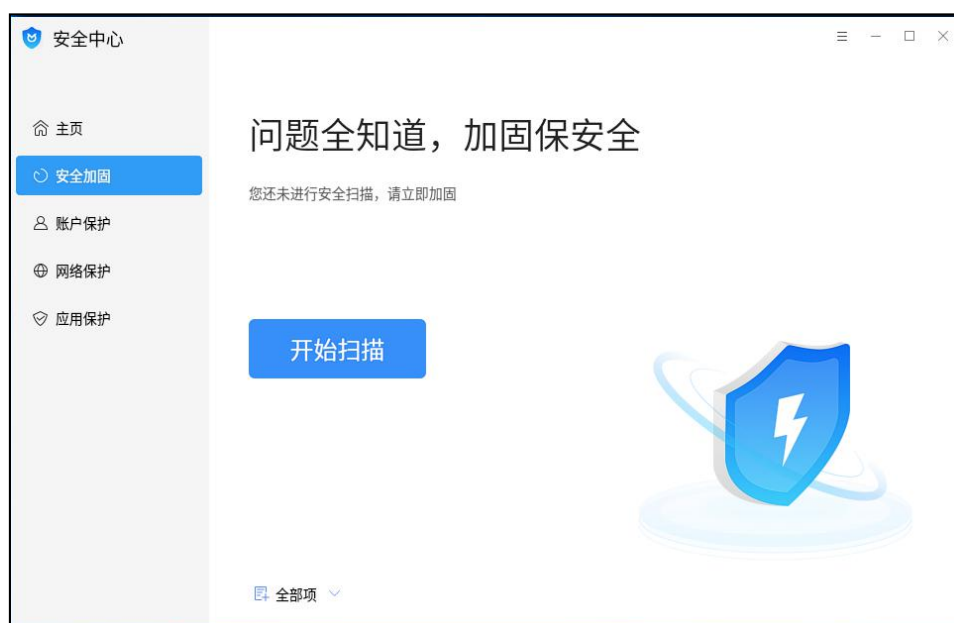 安全中心
主页
安全加固
账户保护
网络保护
应用保护
问题全知道，加固保安全
您还未进行安全扫描，请立即加固
开始扫描
全部项